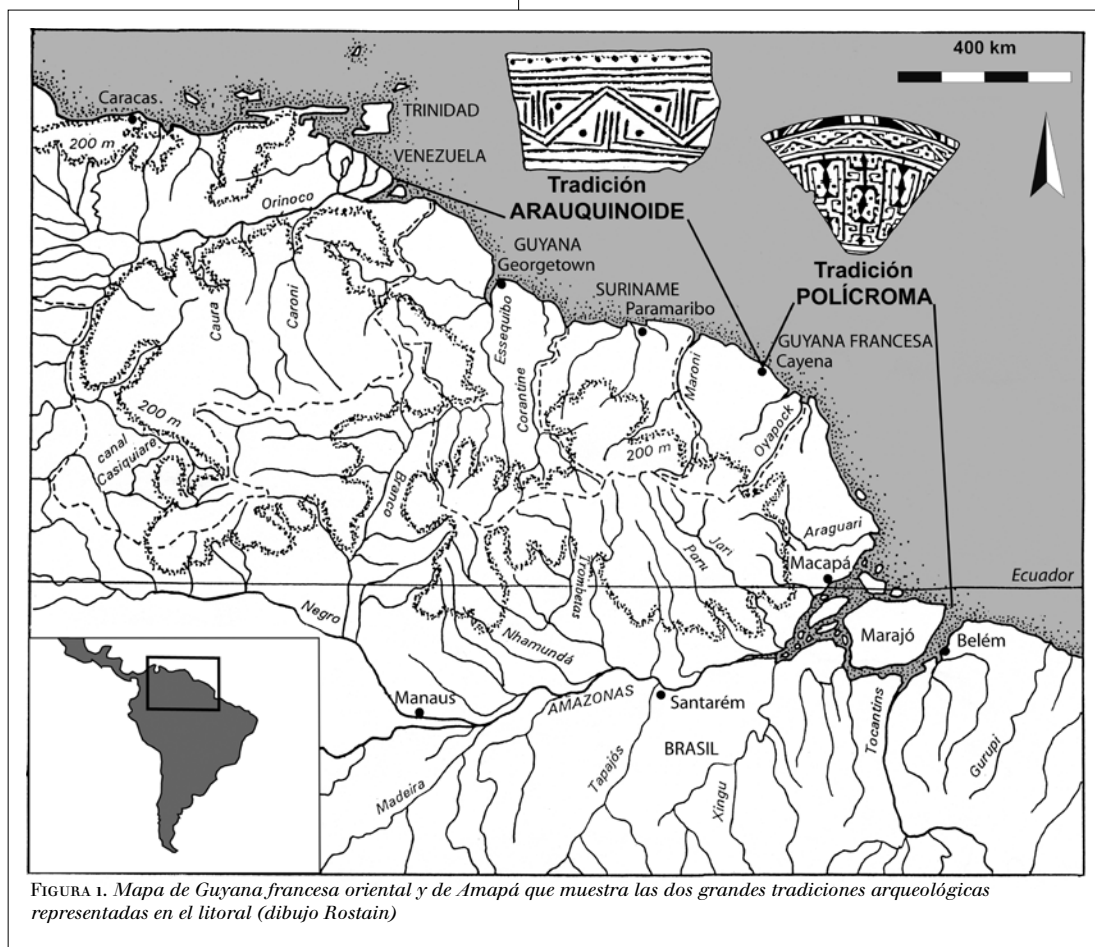 400 km
Caracas
TRINIDAD
200 m
VENEZUELA
Tradición
ARAUQUINOIDE
Orinoco
Tradición
POLÍCROMA
GUYANA
Georgetown
SURINAME
Paramaribo
Caura
Caroni
Essequibo
GUYANA FRANCESA
Cayena
Maroni
Corantine
200 m
200 m
Oyapock
canal
Casiquiare
Branco
Araguari
Jari
Paru
Macapá
Trombetas
Ecuador
Negro
Marajó
Belém
Nhamundá
Manaus
AMAZONAS
Santarém
Tocantins
BRASIL
Gurupi
Tapajós
Madeira
Xingu
FIGURA 1. Mapa de Guyana francesa oriental y de Amapá que muestra las dos grandes tradiciones arqueológicas
representadas en el litoral (dibujo Rostain)